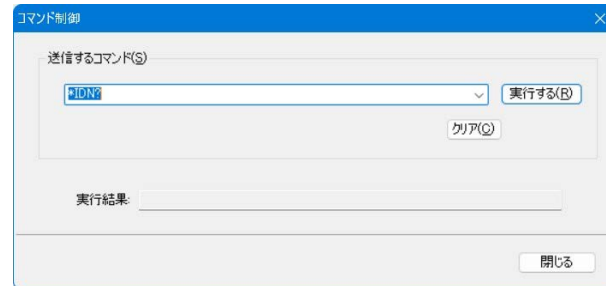 コマンド制御
送信するコマンド(S)
*IDN?
実行する(R)
クリア(C)
実行結果:
閉じる